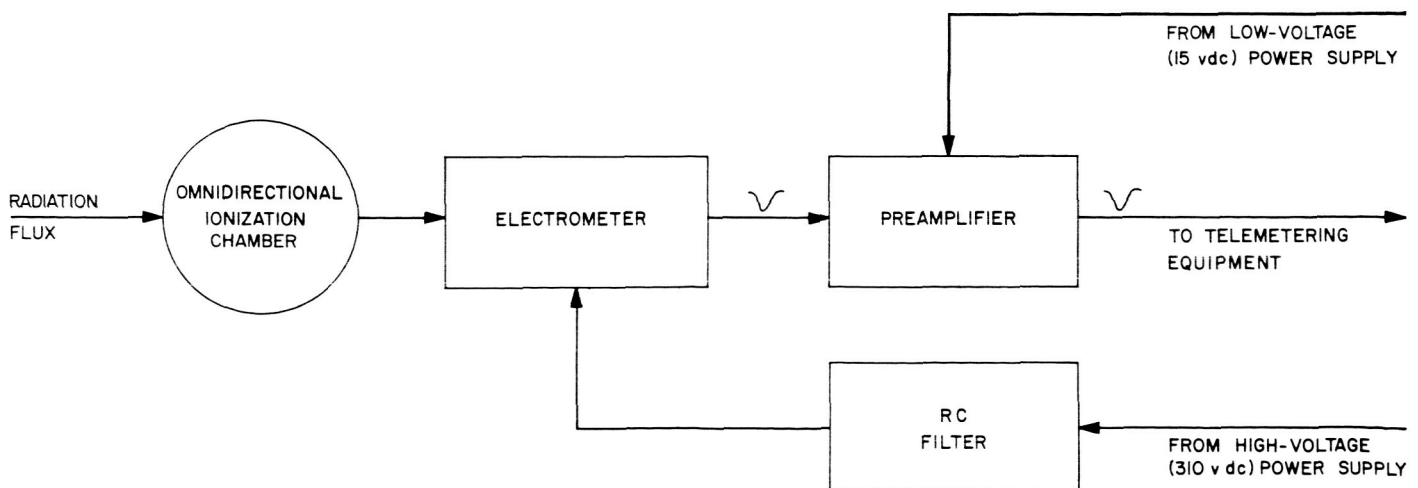 FROM LOW-VOLTAGE
(15 vdc) POWER SUPPLY
RADIATION
FLUX
OMNIDIRECTIONAL
IONIZATION
CHAMBER
ELECTROMETER
PREAMPLIFIER
TO TELEMETERING
EQUIPMENT
RC
FILTER
FROM HIGH-VOLTAGE
(310 v dc) POWER SUPPLY